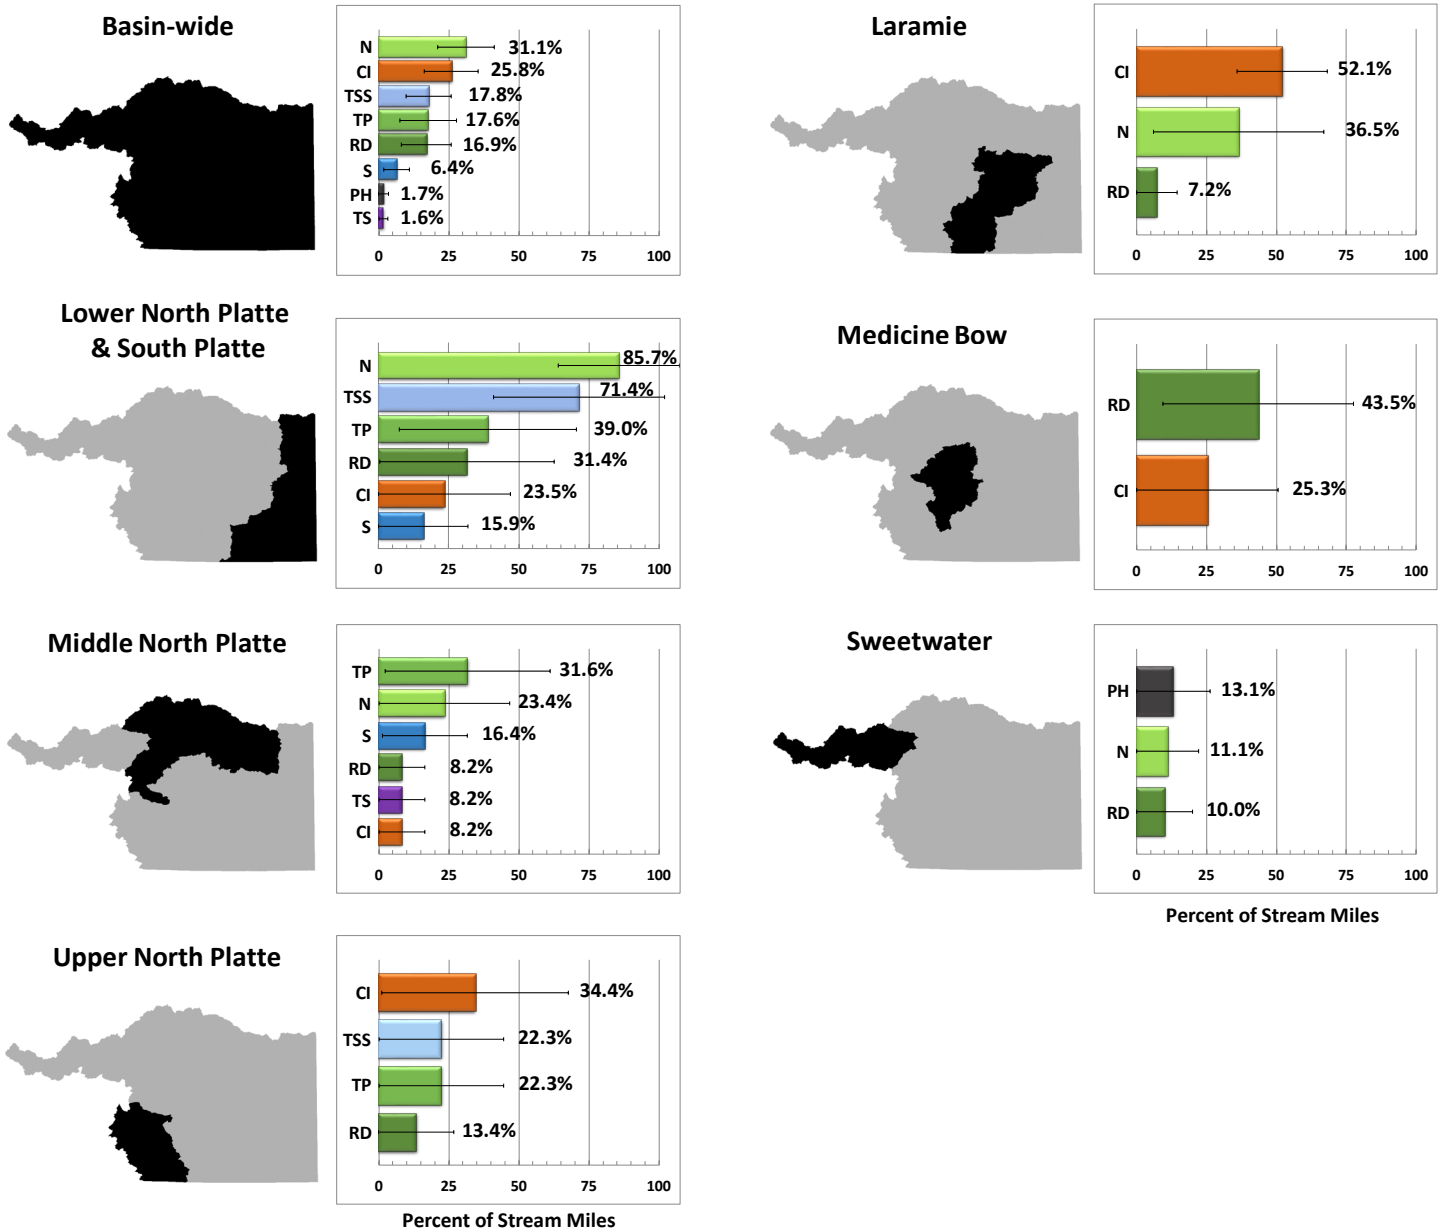 Basin-wide
N 31.1%
CI 25.8%
TSS 17.8%
TP 17.6%
RD 16.9%
S 6.4%
PH 1.7%
TS 1.6%
0 25 50 75 100
Laramie
CI 52.1%
N 36.5%
RD 7.2%
0 25 50 75 100
Lower North Platte
& South Platte
N 85.7%
TSS 71.4%
TP 39.0%
RD 31.4%
CI 23.5%
S 15.9%
0 25 50 75 100
Medicine Bow
RD 43.5%
CI 25.3%
0 25 50 75 100
Middle North Platte
TP 31.6%
N 23.4%
S 16.4%
RD 8.2%
TS 8.2%
CI 8.2%
0 25 50 75 100
Sweetwater
PH 13.1%
N 11.1%
RD 10.0%
0 25 50 75 100
Percent of Stream Miles
Upper North Platte
CI 34.4%
TSS 22.3%
TP 22.3%
RD 13.4%
0 25 50 75 100
Percent of Stream Miles